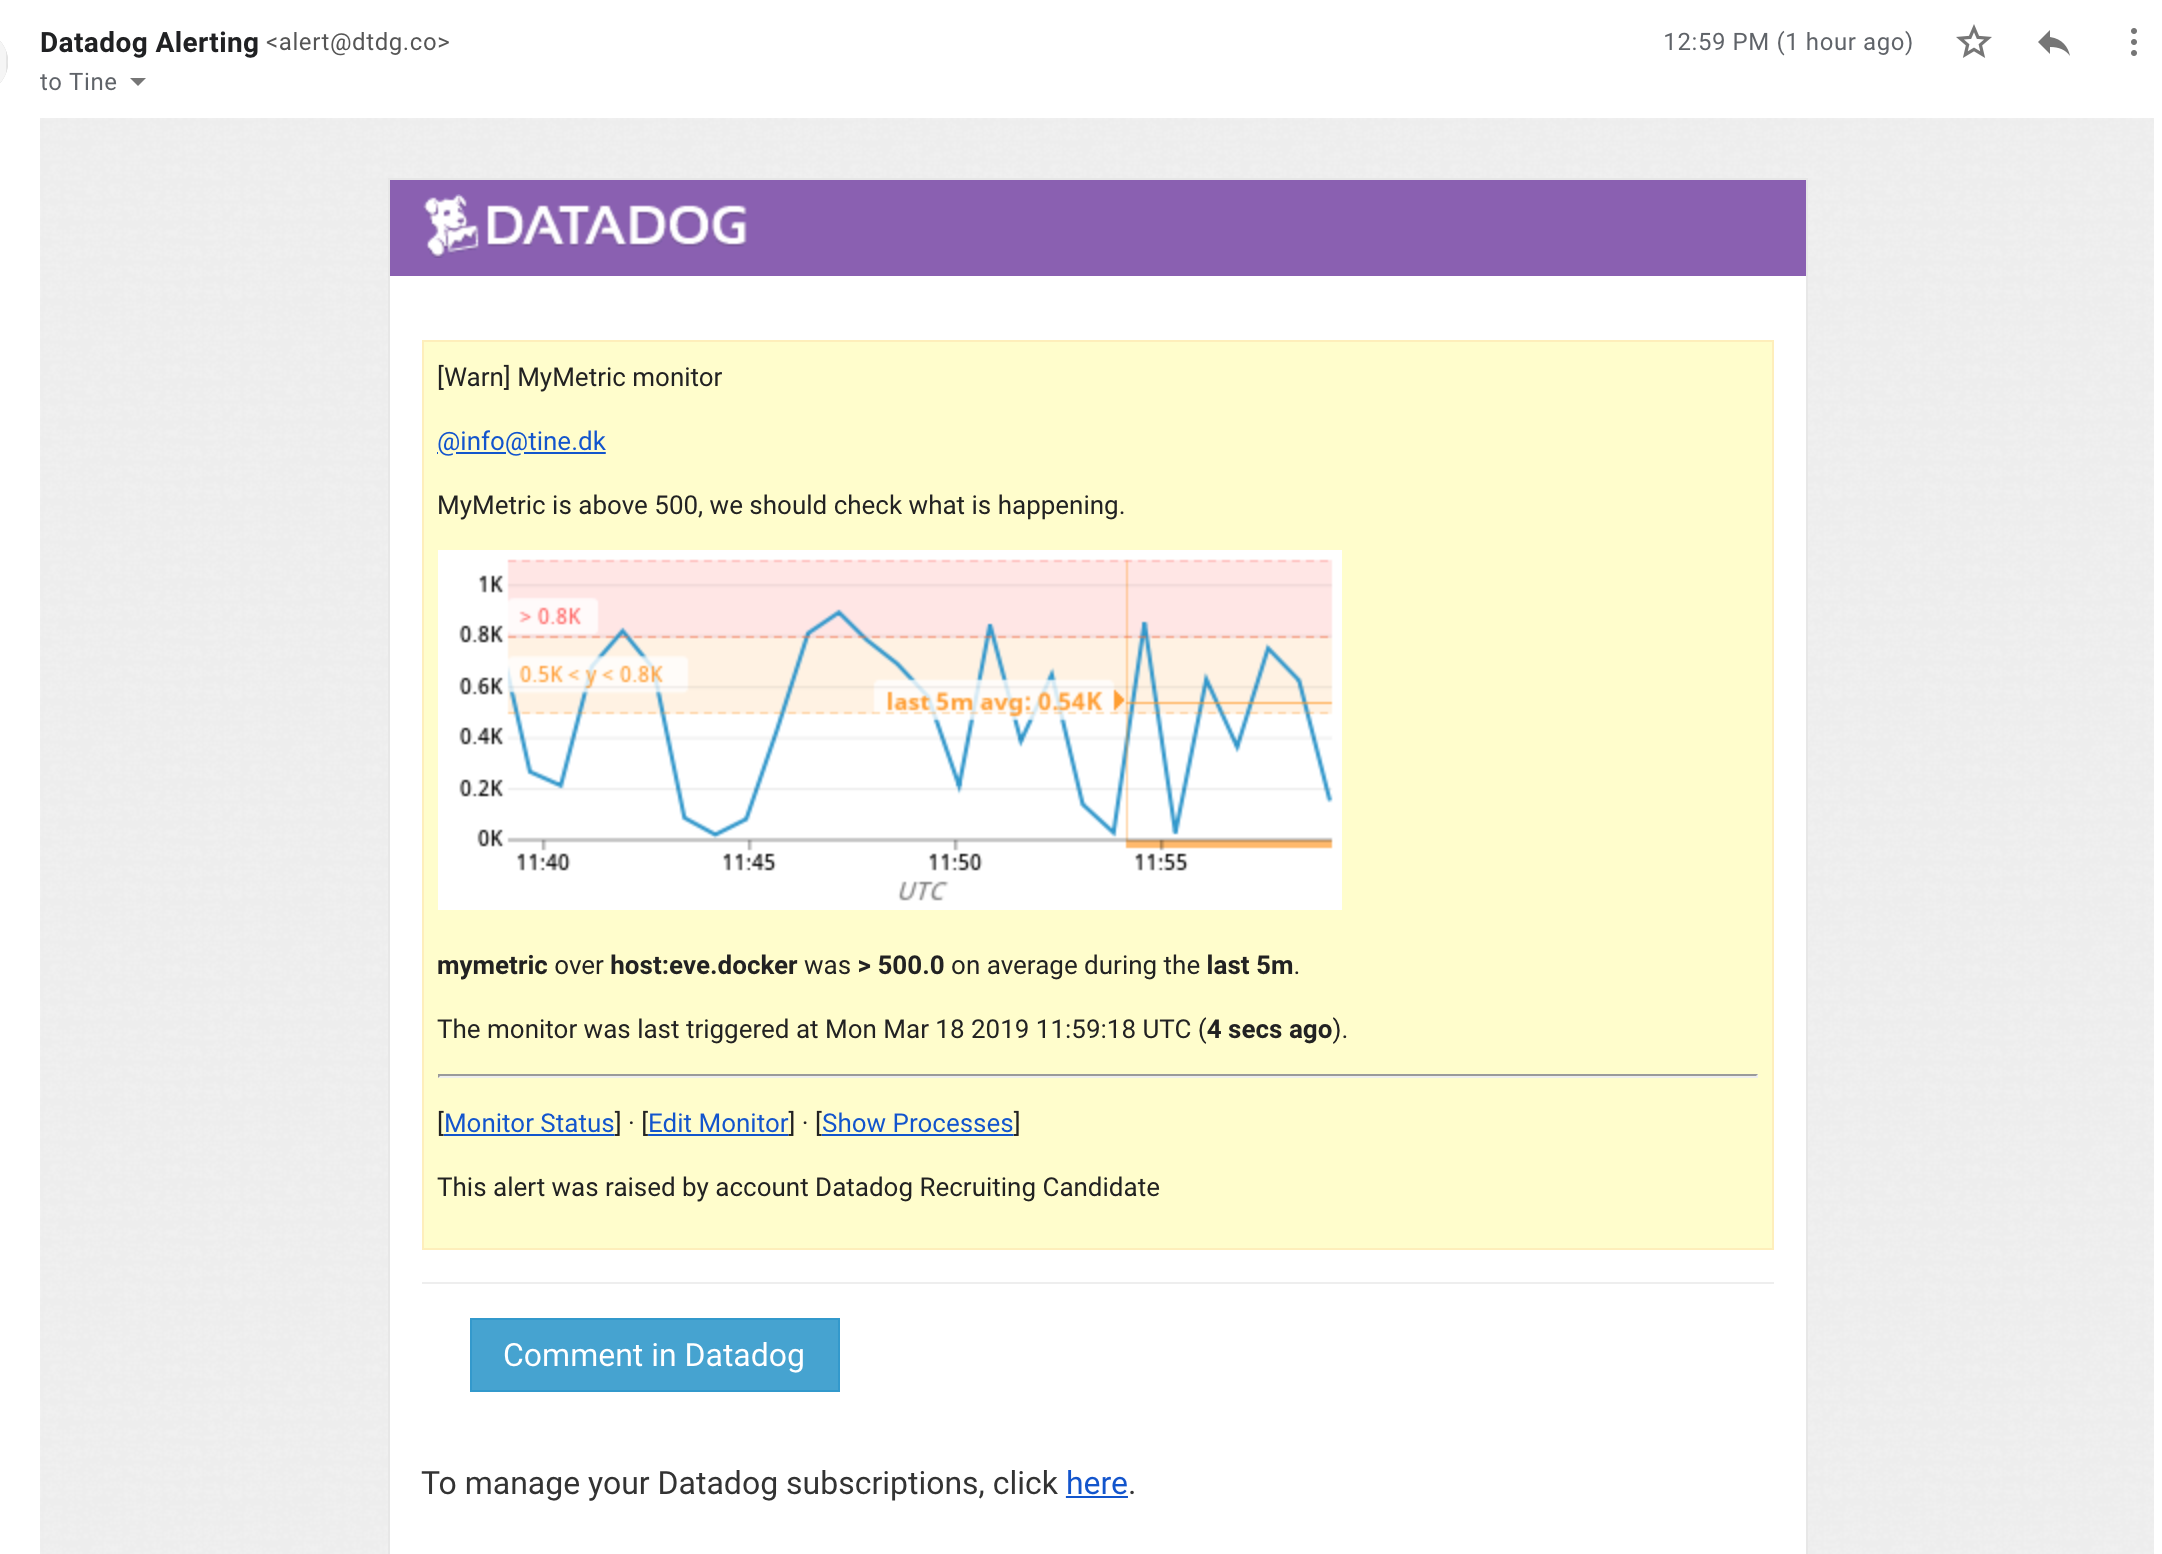 Datadog Alerting <alert@dtdg.co>
12:59 PM (1 hour ago)
to Tine
DATADOG
[Warn] MyMetric monitor
@info@tine.dk
MyMetric is above 500, we should check what is happening.
1K
> 0.8K
0.8K
0.5K < y < 0.8K
0.6K
last 5m avg: 0.54K
0.4K
0.2K
0K
11:40 11:45 11:50 11:55
UTC
mymetric over host:eve.docker was > 500.0 on average during the last 5m.
The monitor was last triggered at Mon Mar 18 2019 11:59:18 UTC (4 secs ago).
[Monitor Status] · [Edit Monitor] · [Show Processes]
This alert was raised by account Datadog Recruiting Candidate
Comment in Datadog
To manage your Datadog subscriptions, click here.